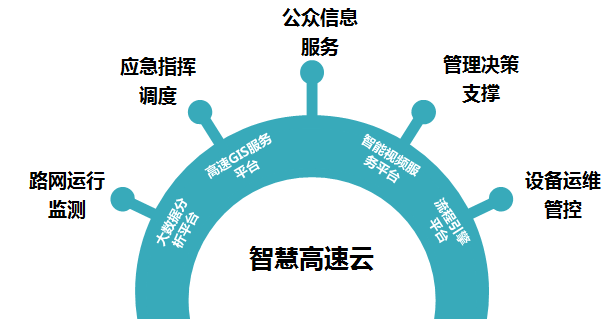 公众信息
服务
应急指挥
调度
管理决策
支撑
路网运行
监测
设备运维
管控
高速GIS服务
平台
智能视频服
务平台
大数据分
析平台
流程引擎
平台
智慧高速云